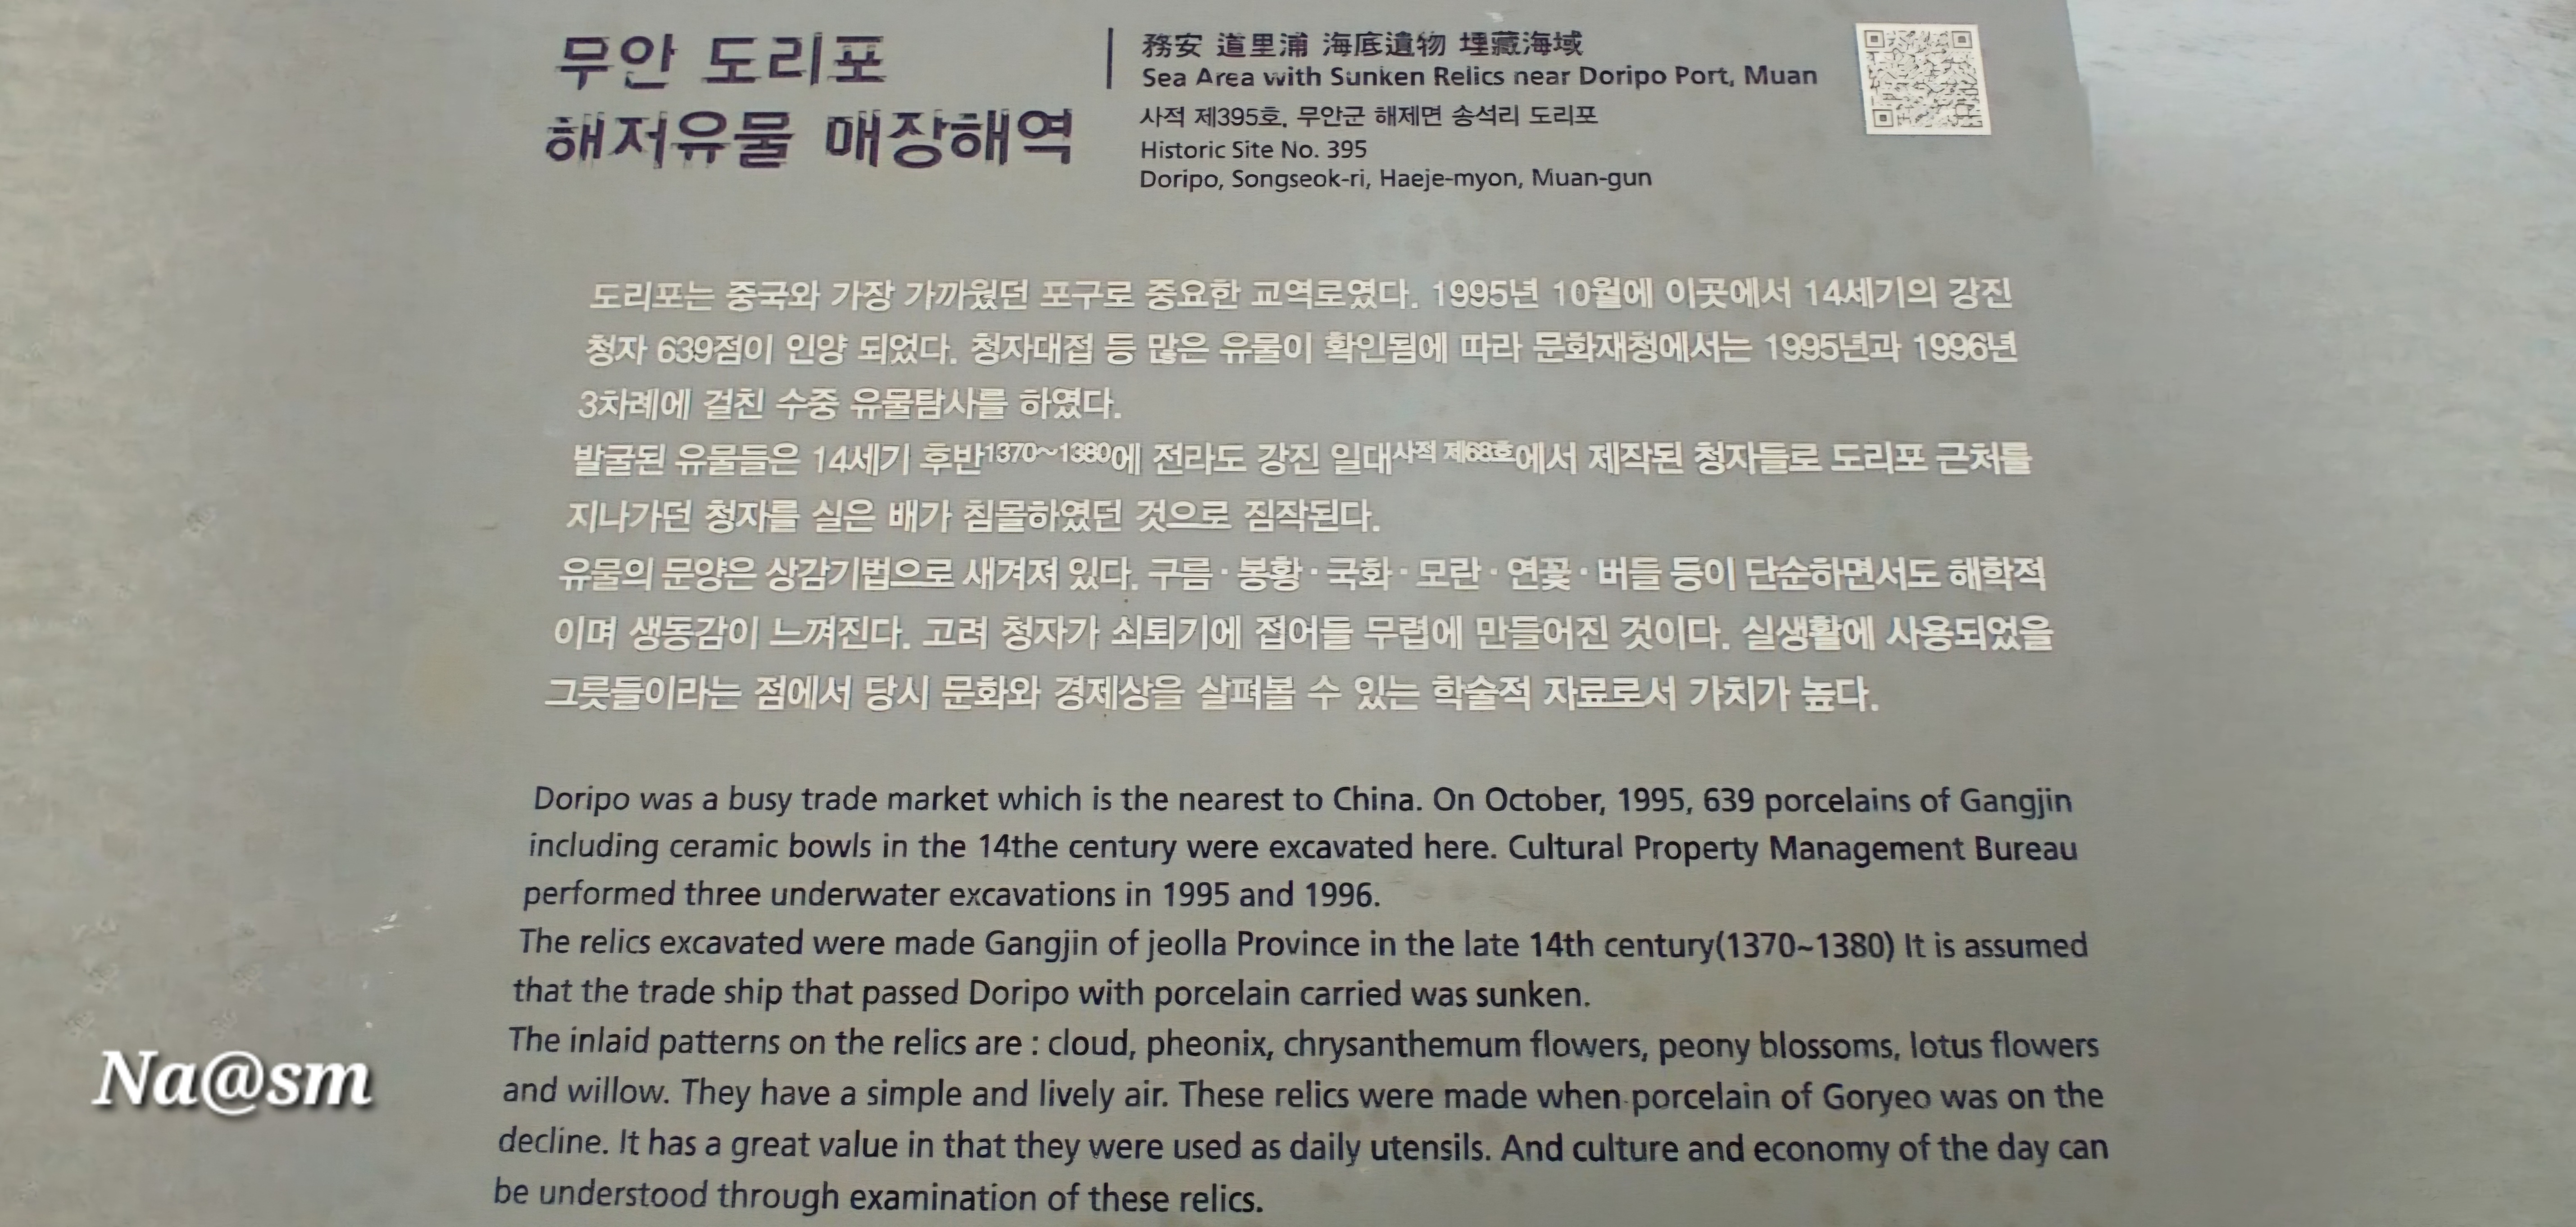 무안 도리포
해저유물 매장해역
務安 道里浦 海底遺物 埋藏海域
Sea Area with Sunken Relics near Doripo Port, Muan
사적 제395호, 무안군 해제면 송석리 도리포
Historic Site No. 395
Doripo, Songseok-ri, Haeje-myon, Muan-gun
도리포는 중국와 가장 가까웠던 포구로 중요한 교역로였다. 1995년 10월에 이곳에서 14세기의 강진
청자 639점이 인양 되었다. 청자대접 등 많은 유물이 확인됨에 따라 문화재청에서는 1995년과 1996년
3차례에 걸친 수중 유물탐사를 하였다.
발굴된 유물들은 14세기 후반1370~1380에 전라도 강진 일대사적 제68호에서 제작된 청자들로 도리포 근처를
지나가던 청자를 실은 배가 침몰하였던 것으로 짐작된다.
유물의 문양은 상감기법으로 새겨져 있다. 구름 · 봉황 · 국화 · 모란 · 연꽃 · 버들 등이 단순하면서도 해학적
이며 생동감이 느껴진다. 고려 청자가 쇠퇴기에 접어들 무렵에 만들어진 것이다. 실생활에 사용되었을
그릇들이라는 점에서 당시 문화와 경제상을 살펴볼 수 있는 학술적 자료로서 가치가 높다.
Doripo was a busy trade market which is the nearest to China. On October, 1995, 639 porcelains of Gangjin
including ceramic bowls in the 14the century were excavated here. Cultural Property Management Bureau
performed three underwater excavations in 1995 and 1996.
The relics excavated were made Gangjin of jeolla Province in the late 14th century(1370~1380) It is assumed
that the trade ship that passed Doripo with porcelain carried was sunken.
The inlaid patterns on the relics are : cloud, pheonix, chrysanthemum flowers, peony blossoms, lotus flowers
and willow. They have a simple and lively air. These relics were made when porcelain of Goryeo was on the
decline. It has a great value in that they were used as daily utensils. And culture and economy of the day can
be understood through examination of these relics.
Na@sm